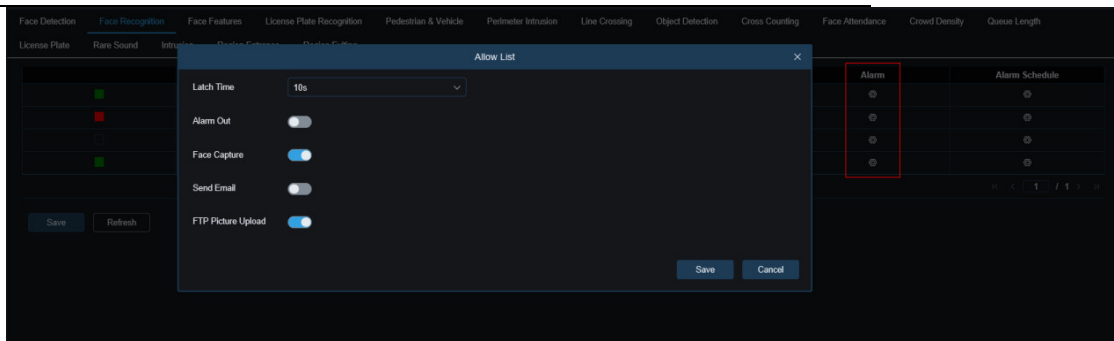 Face Detection Face Recognition Face Features License Plate Recognition Pedestrian & Vehicle Perimeter Intrusion Line Crossing Object Detection Cross Counting Face Attendance Crowd Density Queue Length
License Plate Rare Sound
Allow List
Alarm Alarm Schedule
Latch Time 10s
Alarm Out
Face Capture
Send Email
FTP Picture Upload
1 / 1
Save Refresh
Save Cancel